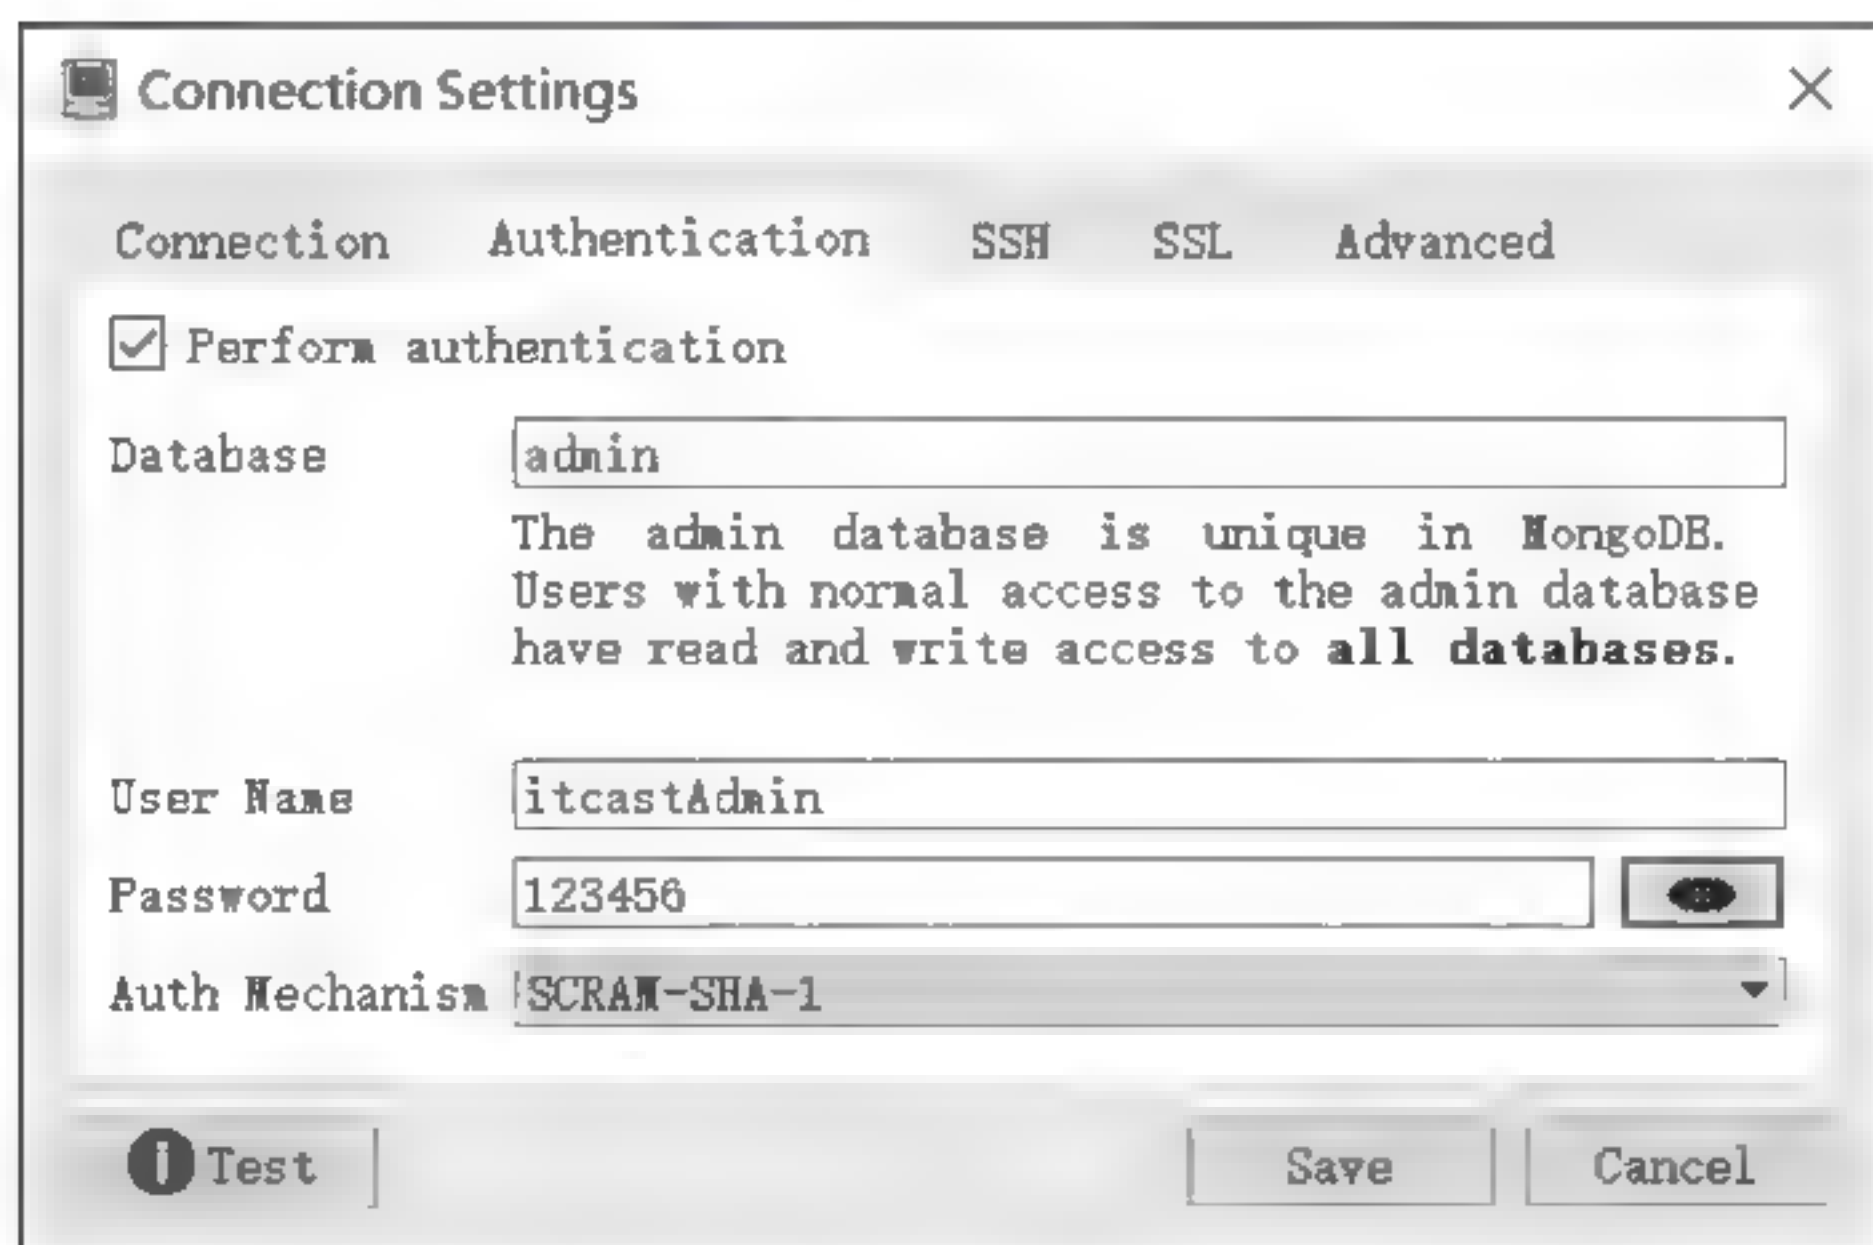 Connection Settings
Connection Authentication SSH SSL Advanced
Perform authentication
Database admin
The admin database is unique in MongoDB.
Users with normal access to the admin database
have read and write access to all databases.
User Name itcastAdmin
Password 123456
Auth Mechanism SCRAM-SHA-1
Test Save Cancel